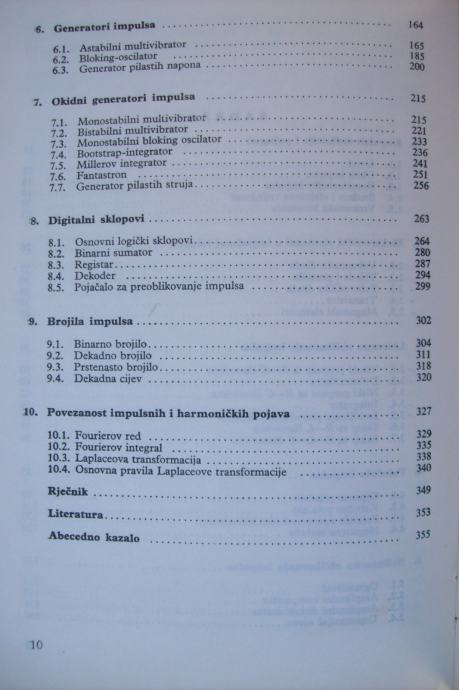 6. Generatori impulsa 164
6.1. Astabilni multivibrator 165
6.2. Bloking-oscilator 185
6.3. Generator pilastih napona 200
7. Okidni generatori impulsa 215
7.1. Monostabilni multivibrator 215
7.2. Bistabilni multivibrator 221
7.3. Monostabilni bloking oscilator 233
7.4. Bootstrap-integrator 236
7.5. Millerov integrator 241
7.6. Fantastron 251
7.7. Generator pilastih struja 256
8. Digitalni sklopovi 263
8.1. Osnovni logički sklopovi 264
8.2. Binarni sumator 280
8.3. Registar 287
8.4. Dekoder 294
8.5. Pojačalo za preoblikovanje impulsa 299
9. Brojila impulsa 302
9.1. Binarno brojilo 304
9.2. Dekadno brojilo 311
9.3. Prstenasto brojilo 318
9.4. Dekadna cijev 320
10. Povezanost impulsnih i harmoničkih pojava 327
10.1. Fourierov red 329
10.2. Fourierov integral 335
10.3. Laplaceova transformacija 338
10.4. Osnovna pravila Laplaceove transformacije 340
Rječnik 349
Literatura 353
Abecedno kazalo 355
10